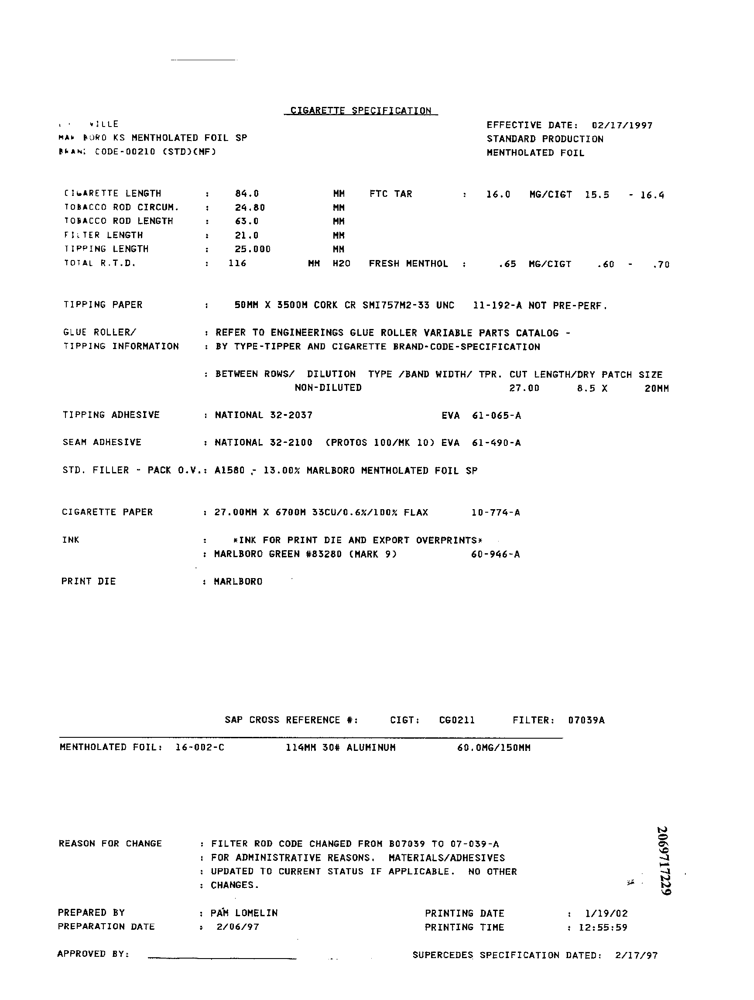 CIGARETTE SPECIFICATION
EFFECTIVE DATE: 02/17/1997
BORO KS MENTHOLATED FOIL SP STANDARD PRODUCTION
CODE-00210 (STD)(MF) MENTHOLATED FOIL
CIGARETTE LENGTH : 84.0 MM FTC TAR : 16.0 MG/CIGT 15.5 - 16.4
TOBACCO ROD CIRCUM. : 24.80 MM
TOBACCO ROD LENGTH : 63.0 MM
FILTER LENGTH : 21.0 MM
TIPPING LENGTH : 25.000 MM
TOTAL R.T.D. : 116 MM H2O FRESH MENTHOL : .65 MG/CIGT .60 - .70
TIPPING PAPER : 50MM X 3500M CORK CR SMI757M2-33 UNC 11-192-A NOT PRE-PERF.
GLUE ROLLER/ : REFER TO ENGINEERINGS GLUE ROLLER VARIABLE PARTS CATALOG -
TIPPING INFORMATION : BY TYPE-TIPPER AND CIGARETTE BRAND-CODE-SPECIFICATION
: BETWEEN ROWS/ DILUTION TYPE /BAND WIDTH/ TPR. CUT LENGTH/DRY PATCH SIZE
NON-DILUTED 27.00 8.5 X 20MM
TIPPING ADHESIVE : NATIONAL 32-2037 EVA 61-065-A
SEAM ADHESIVE : NATIONAL 32-2100 (PROTOS 100/MK 10) EVA 61-490-A
STD. FILLER - PACK O.V.: A1580 - 13.00% MARLBORO MENTHOLATED FOIL SP
CIGARETTE PAPER : 27.00MM X 6700M 33CU/0.6%/100% FLAX 10-774-A
INK : *INK FOR PRINT DIE AND EXPORT OVERPRINTS*
: MARLBORO GREEN #83280 (MARK 9) 60-946-A
PRINT DIE : MARLBORO
SAP CROSS REFERENCE #: CIGT: CG0211 FILTER: 07039A
MENTHOLATED FOIL: 16-002-C 114MM 30# ALUMINUM 60.0MG/150MM
REASON FOR CHANGE : FILTER ROD CODE CHANGED FROM B07039 TO 07-039-A
: FOR ADMINISTRATIVE REASONS. MATERIALS/ADHESIVES
: UPDATED TO CURRENT STATUS IF APPLICABLE. NO OTHER
: CHANGES.
2069717229
PREPARED BY : PAM LOMELIN PRINTING DATE : 1/19/02
PREPARATION DATE : 2/06/97 PRINTING TIME : 12:55:59
APPROVED BY: SUPERCEDES SPECIFICATION DATED: 2/17/97